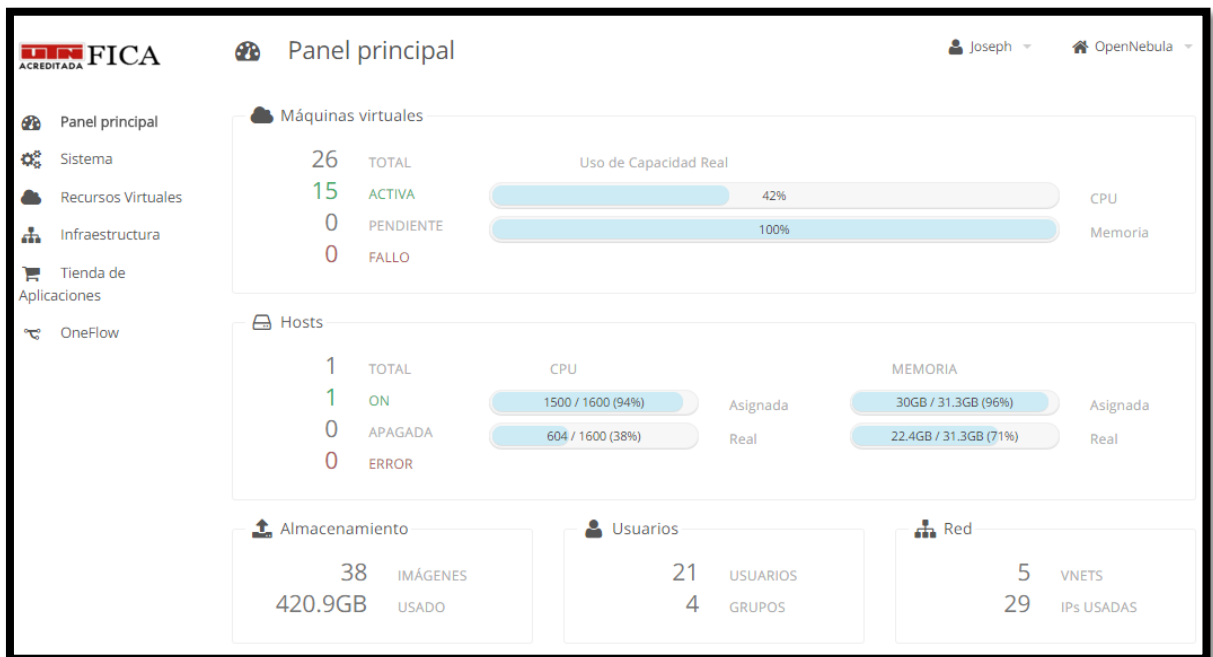 UTN FICA
ACREDITADA
Panel principal
Joseph
OpenNebula
Panel principal
Sistema
Recursos Virtuales
Infraestructura
Tienda de
Aplicaciones
OneFlow
Máquinas virtuales
26 TOTAL
15 ACTIVA
0 PENDIENTE
0 FALLO
Uso de Capacidad Real
42% CPU
100% Memoria
Hosts
1 TOTAL
1 ON
0 APAGADA
0 ERROR
CPU
1500 / 1600 (94%) Asignada
604 / 1600 (38%) Real
MEMORIA
30GB / 31.3GB (96%) Asignada
22.4GB / 31.3GB (71%) Real
Almacenamiento
38 IMÁGENES
420.9GB USADO
Usuarios
21 USUARIOS
4 GRUPOS
Red
5 VNETS
29 IPs USADAS